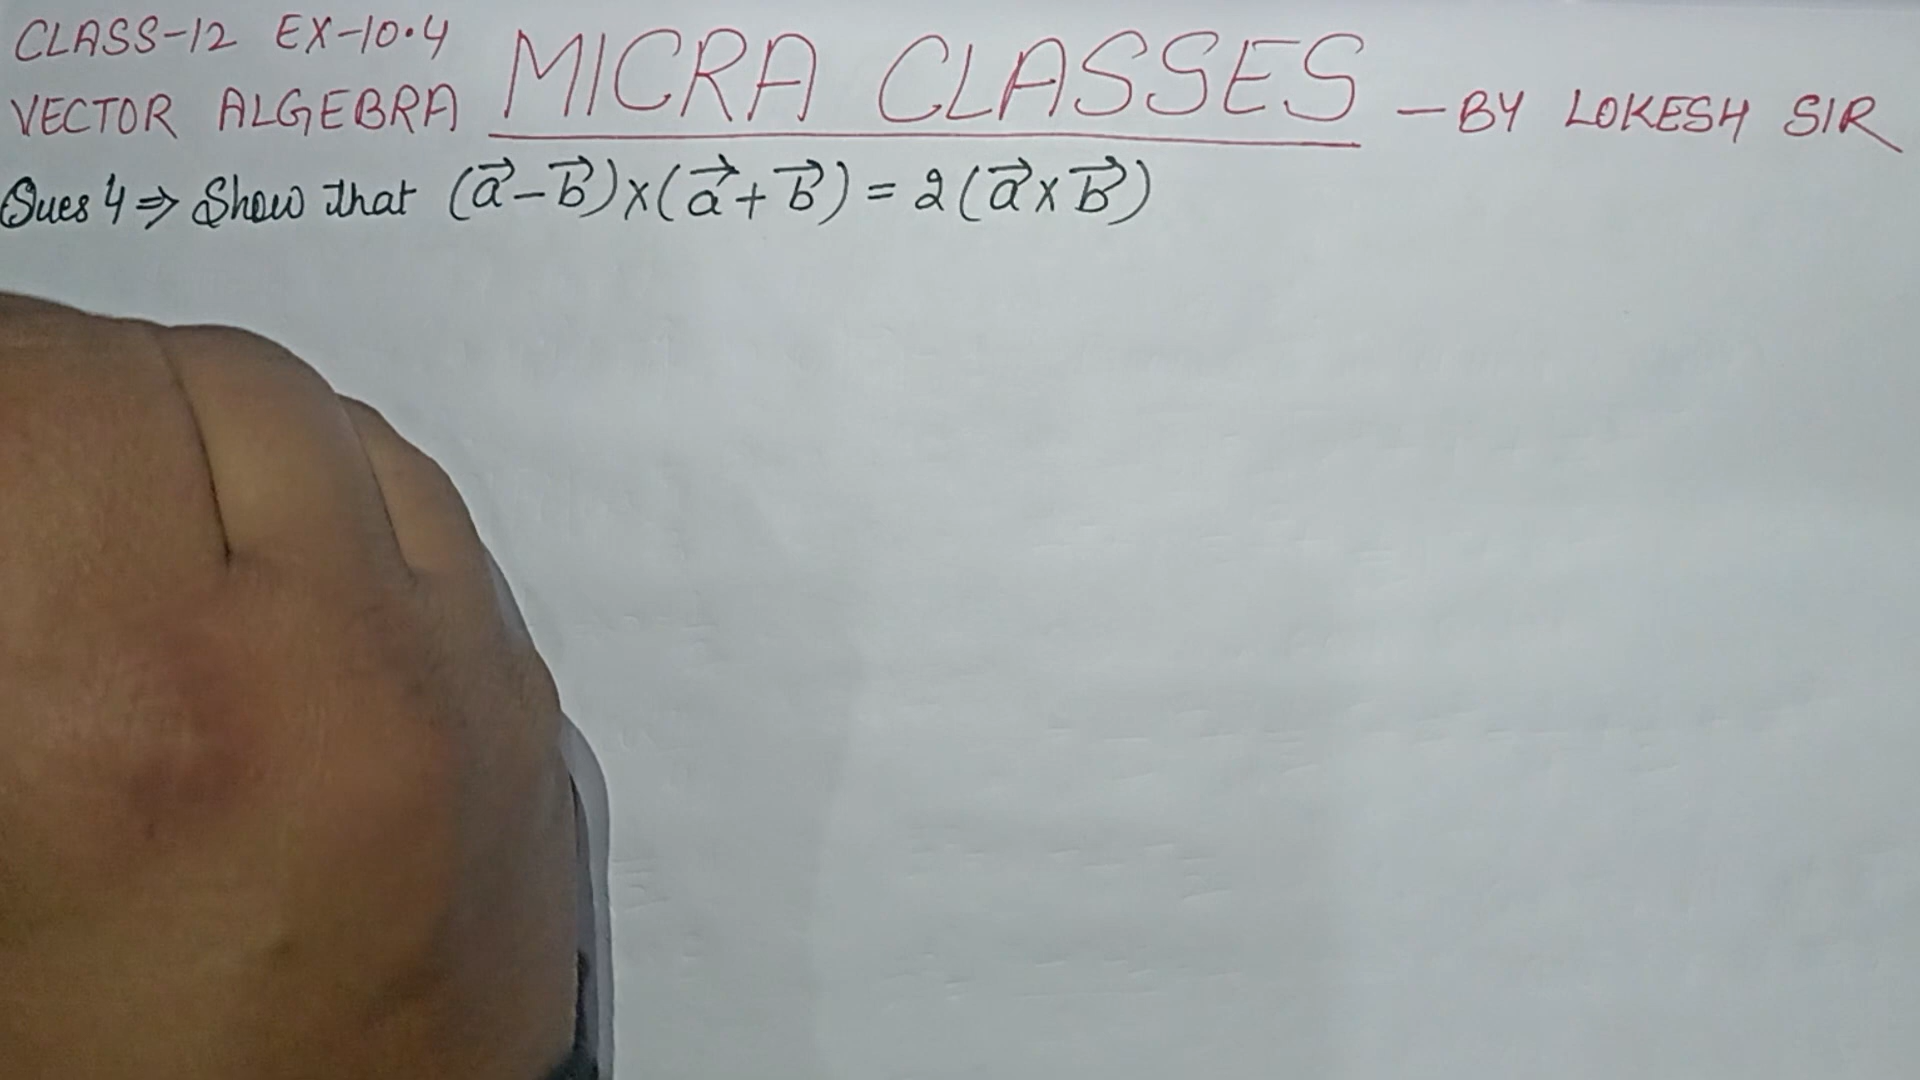 CLASS-12 EX-10.4
VECTOR ALGEBRA MICRA CLASSES - BY LOKESH SIR
Ques 4 ⇒ Show that (a⃗ - b⃗) × (a⃗ + b⃗) = 2(a⃗ × b⃗)